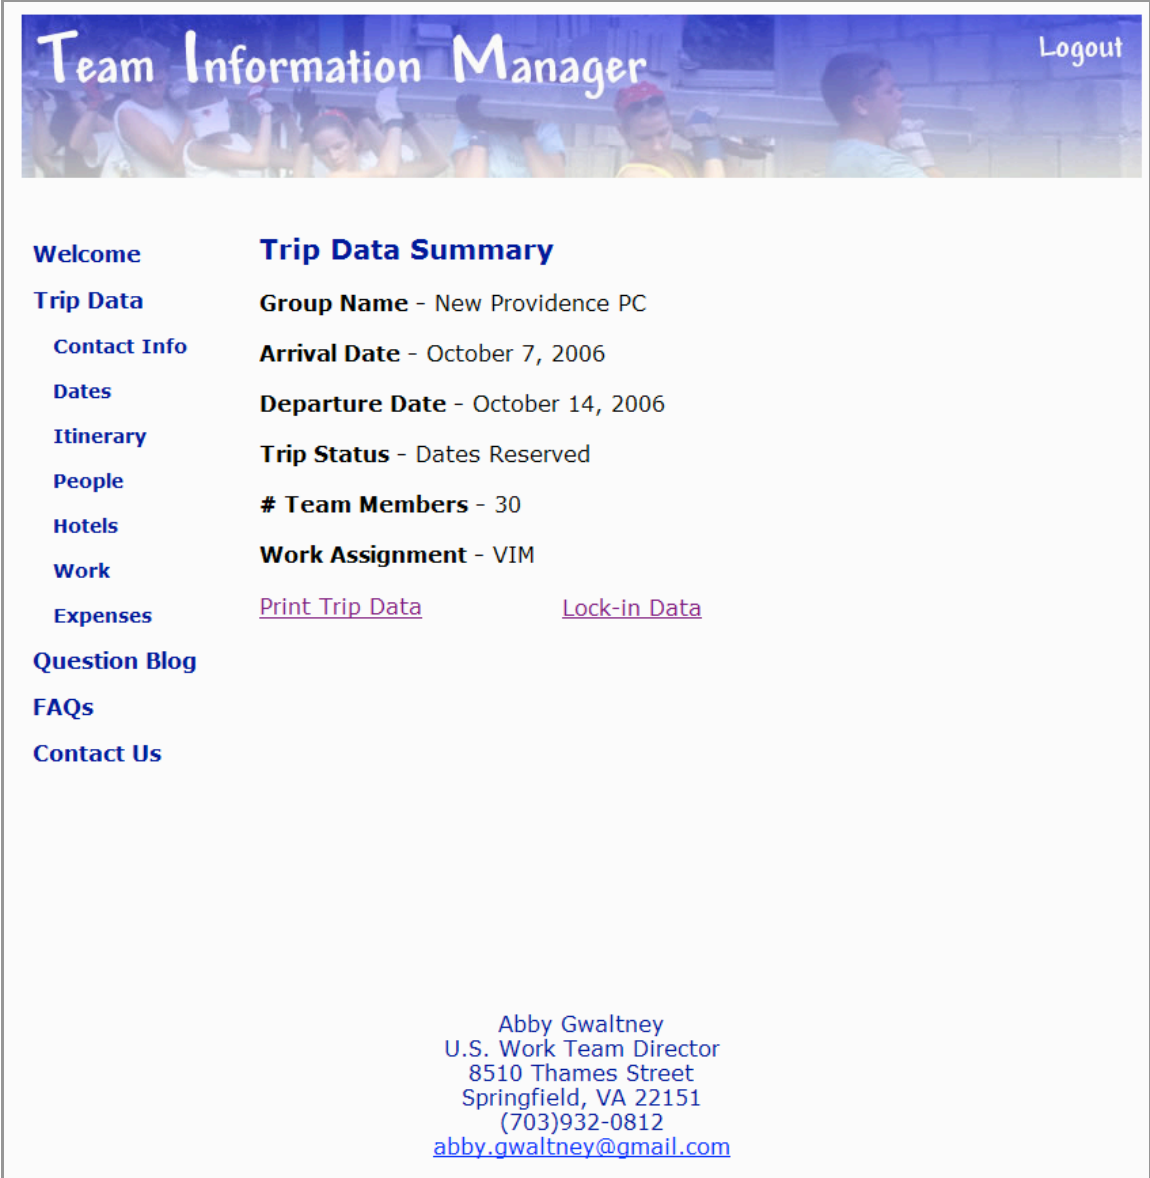 Team Information Manager
Logout
Welcome
Trip Data
Contact Info
Dates
Itinerary
People
Hotels
Work
Expenses
Question Blog
FAQs
Contact Us
Trip Data Summary
Group Name - New Providence PC
Arrival Date - October 7, 2006
Departure Date - October 14, 2006
Trip Status - Dates Reserved
# Team Members - 30
Work Assignment - VIM
Print Trip Data
Lock-in Data
Abby Gwaltney
U.S. Work Team Director
8510 Thames Street
Springfield, VA 22151
(703)932-0812
abby.gwaltney@gmail.com